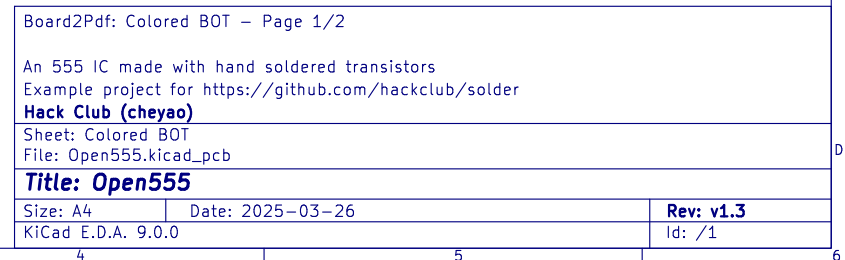 Board2Pdf: Colored BOT – Page 1/2
An 555 IC made with hand soldered transistors
Example project for https://github.com/hackclub/solder
Hack Club (cheyao)
Sheet: Colored BOT
File: Open555.kicad_pcb
D
Title: Open555
Size: A4 Date: 2025–03–26 Rev: v1.3
KiCad E.D.A. 9.0.0 Id: /1
4 5 6